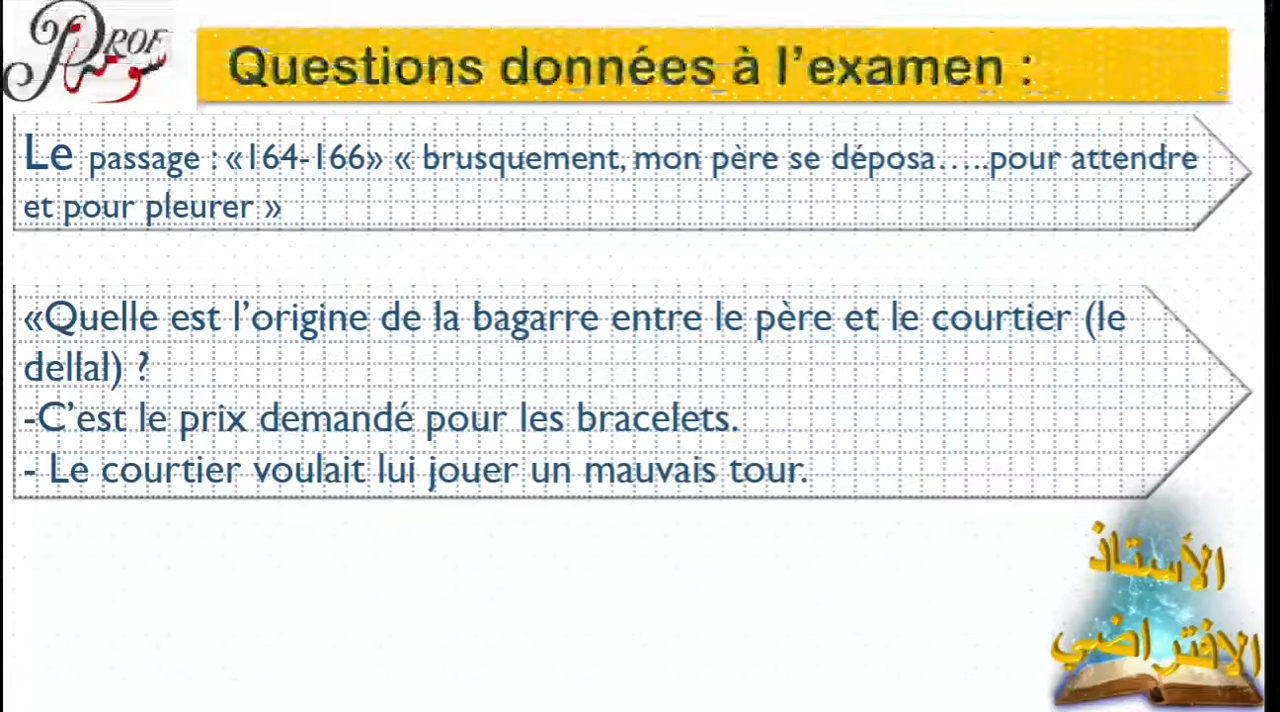 PROF
سومر
Questions données à l'examen :
Le passage : «164-166» « brusquement, mon père se déposa…..pour attendre
et pour pleurer »
«Quelle est l'origine de la bagarre entre le père et le courtier (le
dellal) ?
-C'est le prix demandé pour les bracelets.
- Le courtier voulait lui jouer un mauvais tour.
الأستاذ
الافتراضي